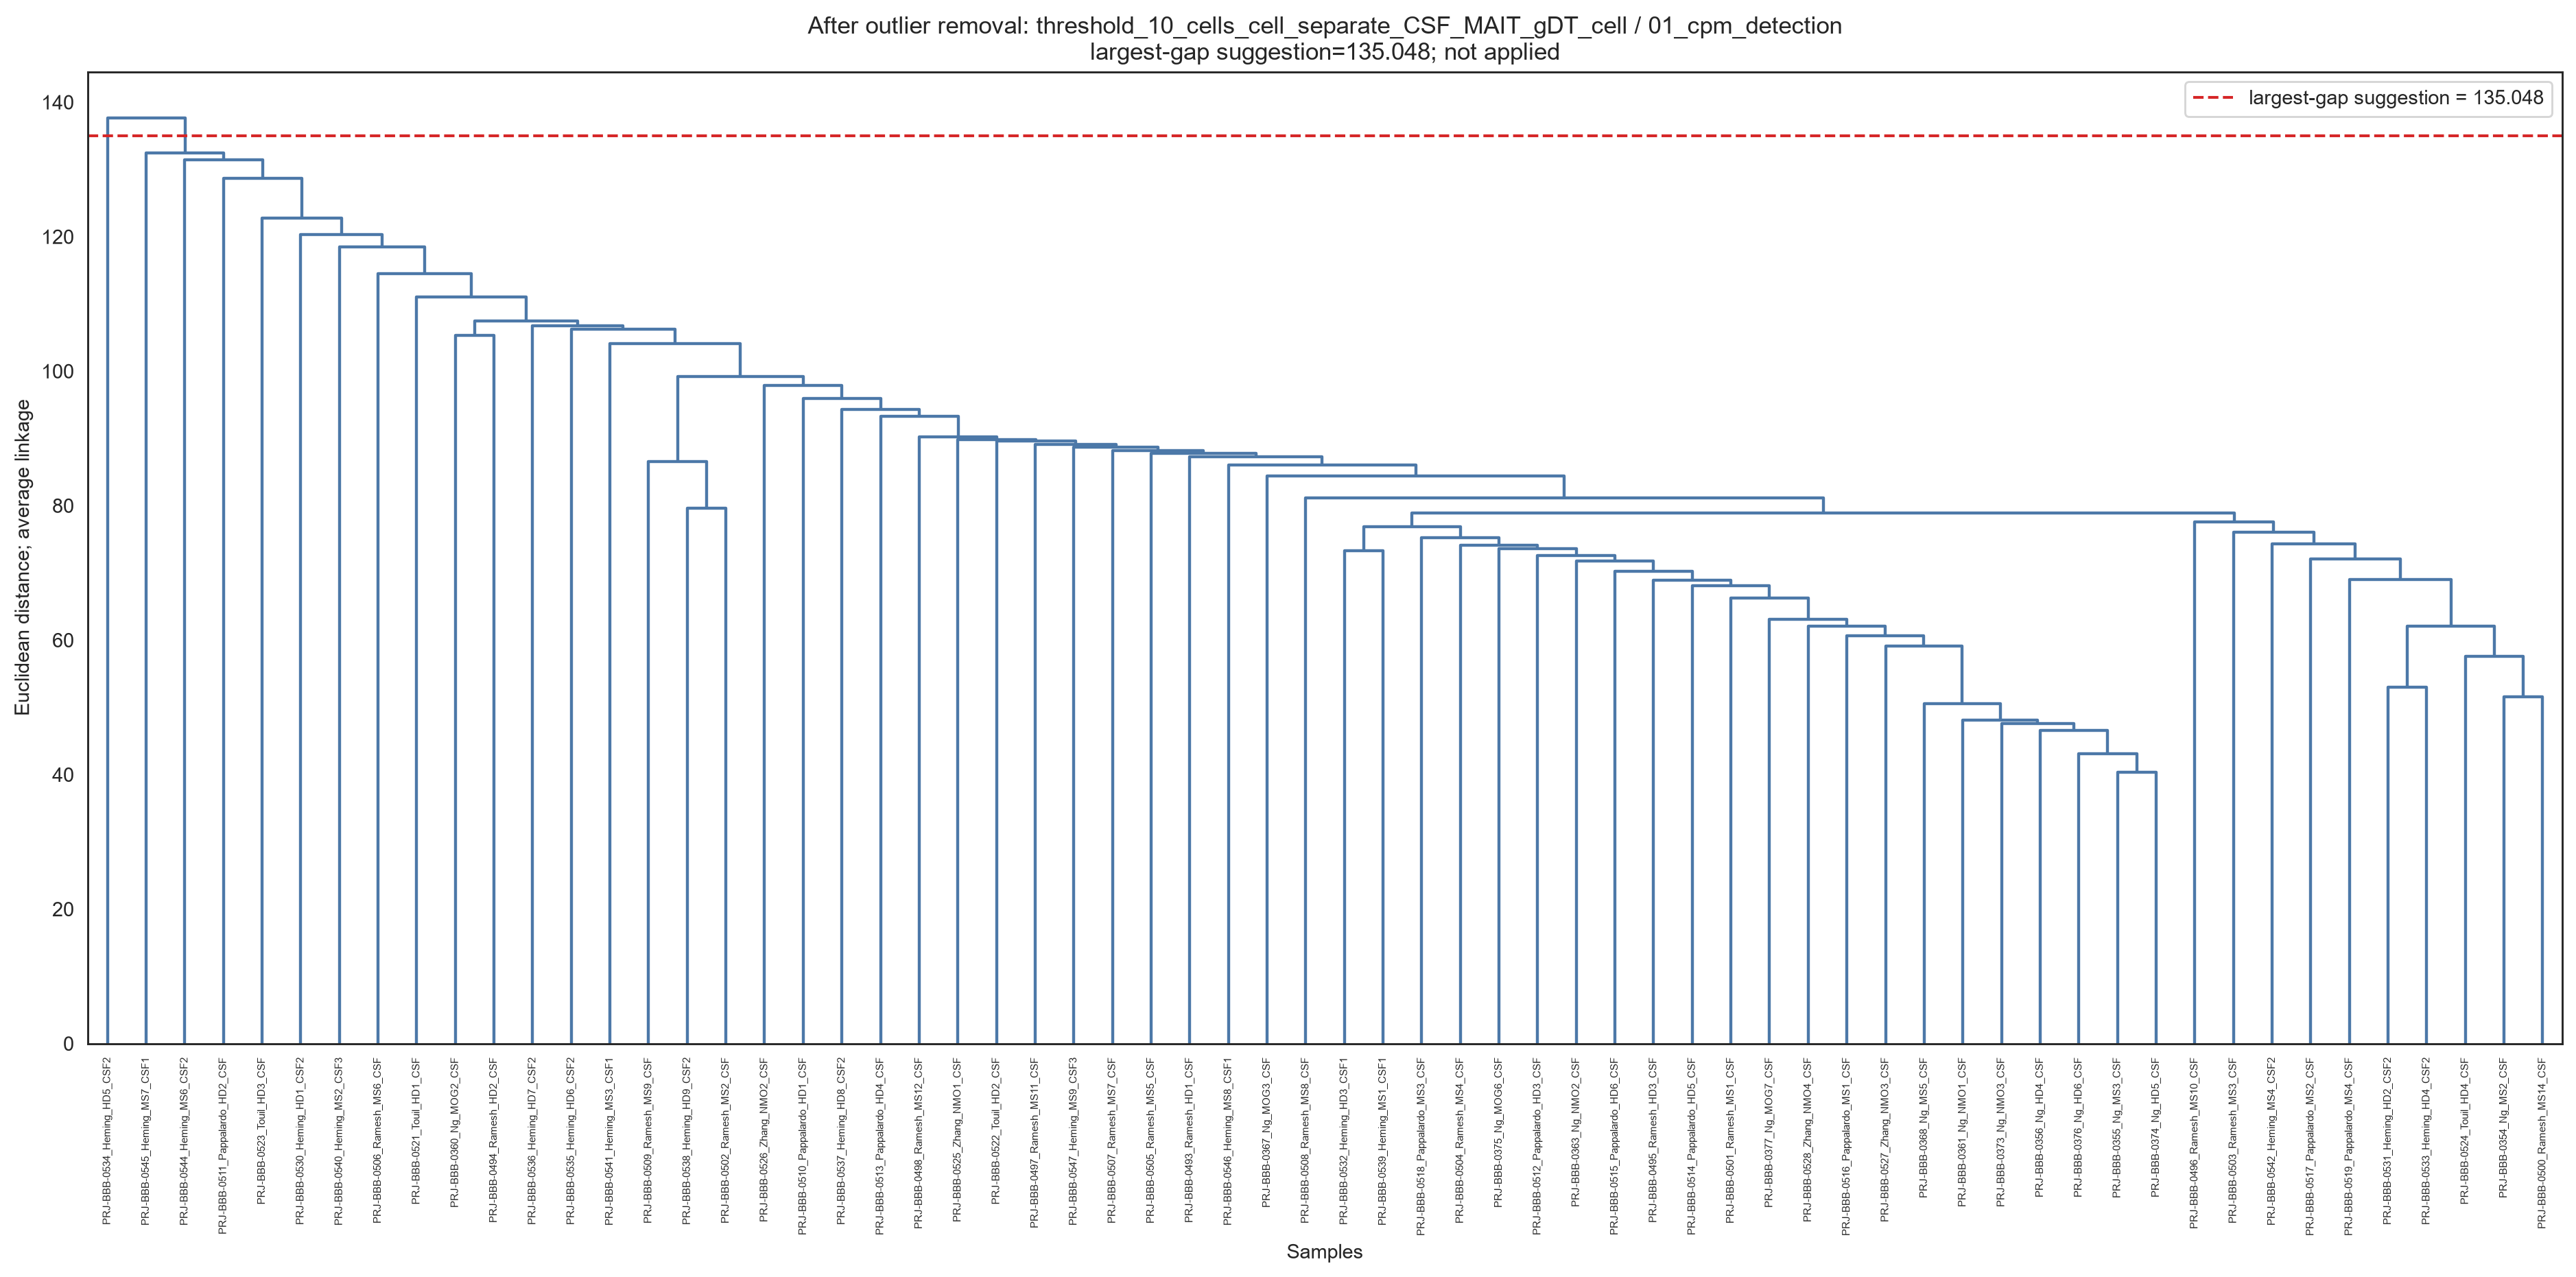 After outlier removal: threshold_10_cells_cell_separate_CSF_MAIT_gDT_cell / 01_cpm_detection
largest-gap suggestion=135.048; not applied
largest-gap suggestion = 135.048
140
120
100
80
60
40
20
0
Euclidean distance; average linkage
PRJ-BBB-0534_Heming_HD5_CSF2
PRJ-BBB-0545_Heming_MS7_CSF1
PRJ-BBB-0544_Heming_MS6_CSF2
PRJ-BBB-0511_Pappalardo_HD2_CSF
PRJ-BBB-0523_Touil_HD3_CSF
PRJ-BBB-0530_Heming_HD1_CSF2
PRJ-BBB-0540_Heming_MS2_CSF3
PRJ-BBB-0506_Ramesh_MS6_CSF
PRJ-BBB-0521_Touil_HD1_CSF
PRJ-BBB-0360_Ng_MOG2_CSF
PRJ-BBB-0494_Ramesh_HD2_CSF
PRJ-BBB-0536_Heming_HD7_CSF2
PRJ-BBB-0535_Heming_HD6_CSF2
PRJ-BBB-0541_Heming_MS3_CSF1
PRJ-BBB-0509_Ramesh_MS9_CSF
PRJ-BBB-0538_Heming_HD9_CSF2
PRJ-BBB-0502_Ramesh_MS2_CSF
PRJ-BBB-0526_Zhang_NMO2_CSF
PRJ-BBB-0510_Pappalardo_HD1_CSF
PRJ-BBB-0537_Heming_HD8_CSF2
PRJ-BBB-0513_Pappalardo_HD4_CSF
PRJ-BBB-0498_Ramesh_MS12_CSF
PRJ-BBB-0525_Zhang_NMO1_CSF
PRJ-BBB-0522_Touil_HD2_CSF
PRJ-BBB-0497_Ramesh_MS11_CSF
PRJ-BBB-0547_Heming_MS9_CSF3
PRJ-BBB-0507_Ramesh_MS7_CSF
PRJ-BBB-0505_Ramesh_MS5_CSF
PRJ-BBB-0493_Ramesh_HD1_CSF
PRJ-BBB-0546_Heming_MS8_CSF1
PRJ-BBB-0367_Ng_MOG3_CSF
PRJ-BBB-0508_Ramesh_MS8_CSF
PRJ-BBB-0532_Heming_HD3_CSF1
PRJ-BBB-0539_Heming_MS1_CSF1
PRJ-BBB-0518_Pappalardo_MS3_CSF
PRJ-BBB-0504_Ramesh_MS4_CSF
PRJ-BBB-0375_Ng_MOG6_CSF
PRJ-BBB-0512_Pappalardo_HD3_CSF
PRJ-BBB-0363_Ng_NMO2_CSF
PRJ-BBB-0515_Pappalardo_HD6_CSF
PRJ-BBB-0495_Ramesh_HD3_CSF
PRJ-BBB-0514_Pappalardo_HD5_CSF
PRJ-BBB-0501_Ramesh_MS1_CSF
PRJ-BBB-0377_Ng_MOG7_CSF
PRJ-BBB-0528_Zhang_NMO4_CSF
PRJ-BBB-0516_Pappalardo_MS1_CSF
PRJ-BBB-0527_Zhang_NMO3_CSF
PRJ-BBB-0368_Ng_MS5_CSF
PRJ-BBB-0361_Ng_NMO1_CSF
PRJ-BBB-0373_Ng_NMO3_CSF
PRJ-BBB-0356_Ng_HD4_CSF
PRJ-BBB-0376_Ng_HD6_CSF
PRJ-BBB-0355_Ng_MS3_CSF
PRJ-BBB-0374_Ng_HD5_CSF
PRJ-BBB-0496_Ramesh_MS10_CSF
PRJ-BBB-0503_Ramesh_MS3_CSF
PRJ-BBB-0542_Heming_MS4_CSF2
PRJ-BBB-0517_Pappalardo_MS2_CSF
PRJ-BBB-0519_Pappalardo_MS4_CSF
PRJ-BBB-0531_Heming_HD2_CSF2
PRJ-BBB-0533_Heming_HD4_CSF2
PRJ-BBB-0524_Touil_HD4_CSF
PRJ-BBB-0354_Ng_MS2_CSF
PRJ-BBB-0500_Ramesh_MS14_CSF
Samples